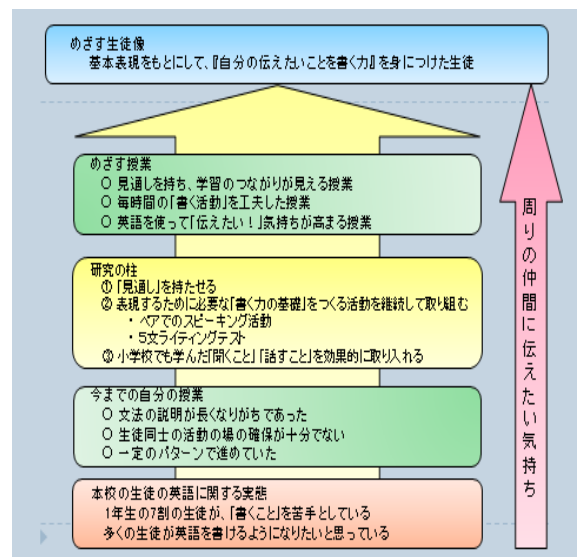 めざす生徒像
基本表現をもとにして、『自分の伝えたいことを書く力』を身につけた生徒
めざす授業
○ 見通しを持ち、学習のつながりが見える授業
○ 毎時間の「書く活動」を工夫した授業
○ 英語を使って「伝えたい！」気持ちが高まる授業
研究の柱
① 「見通し」を持たせる
② 表現するために必要な「書く力の基礎」をつくる活動を継続して取り組む
・ ペアでのスピーキング活動
・ 5文ライティングテスト
③ 小学校でも学んだ「聞くこと」「話すこと」を効果的に取り入れる
今までの自分の授業
○ 文法の説明が長くなりがちであった
○ 生徒同士の活動の場の確保が十分でない
○ 一定のパターンで進めていた
本校の生徒の英語に関する実態
1年生の7割の生徒が、「書くこと」を苦手としている
多くの生徒が英語を書けるようになりたいと思っている
周りの仲間に伝えたい気持ち